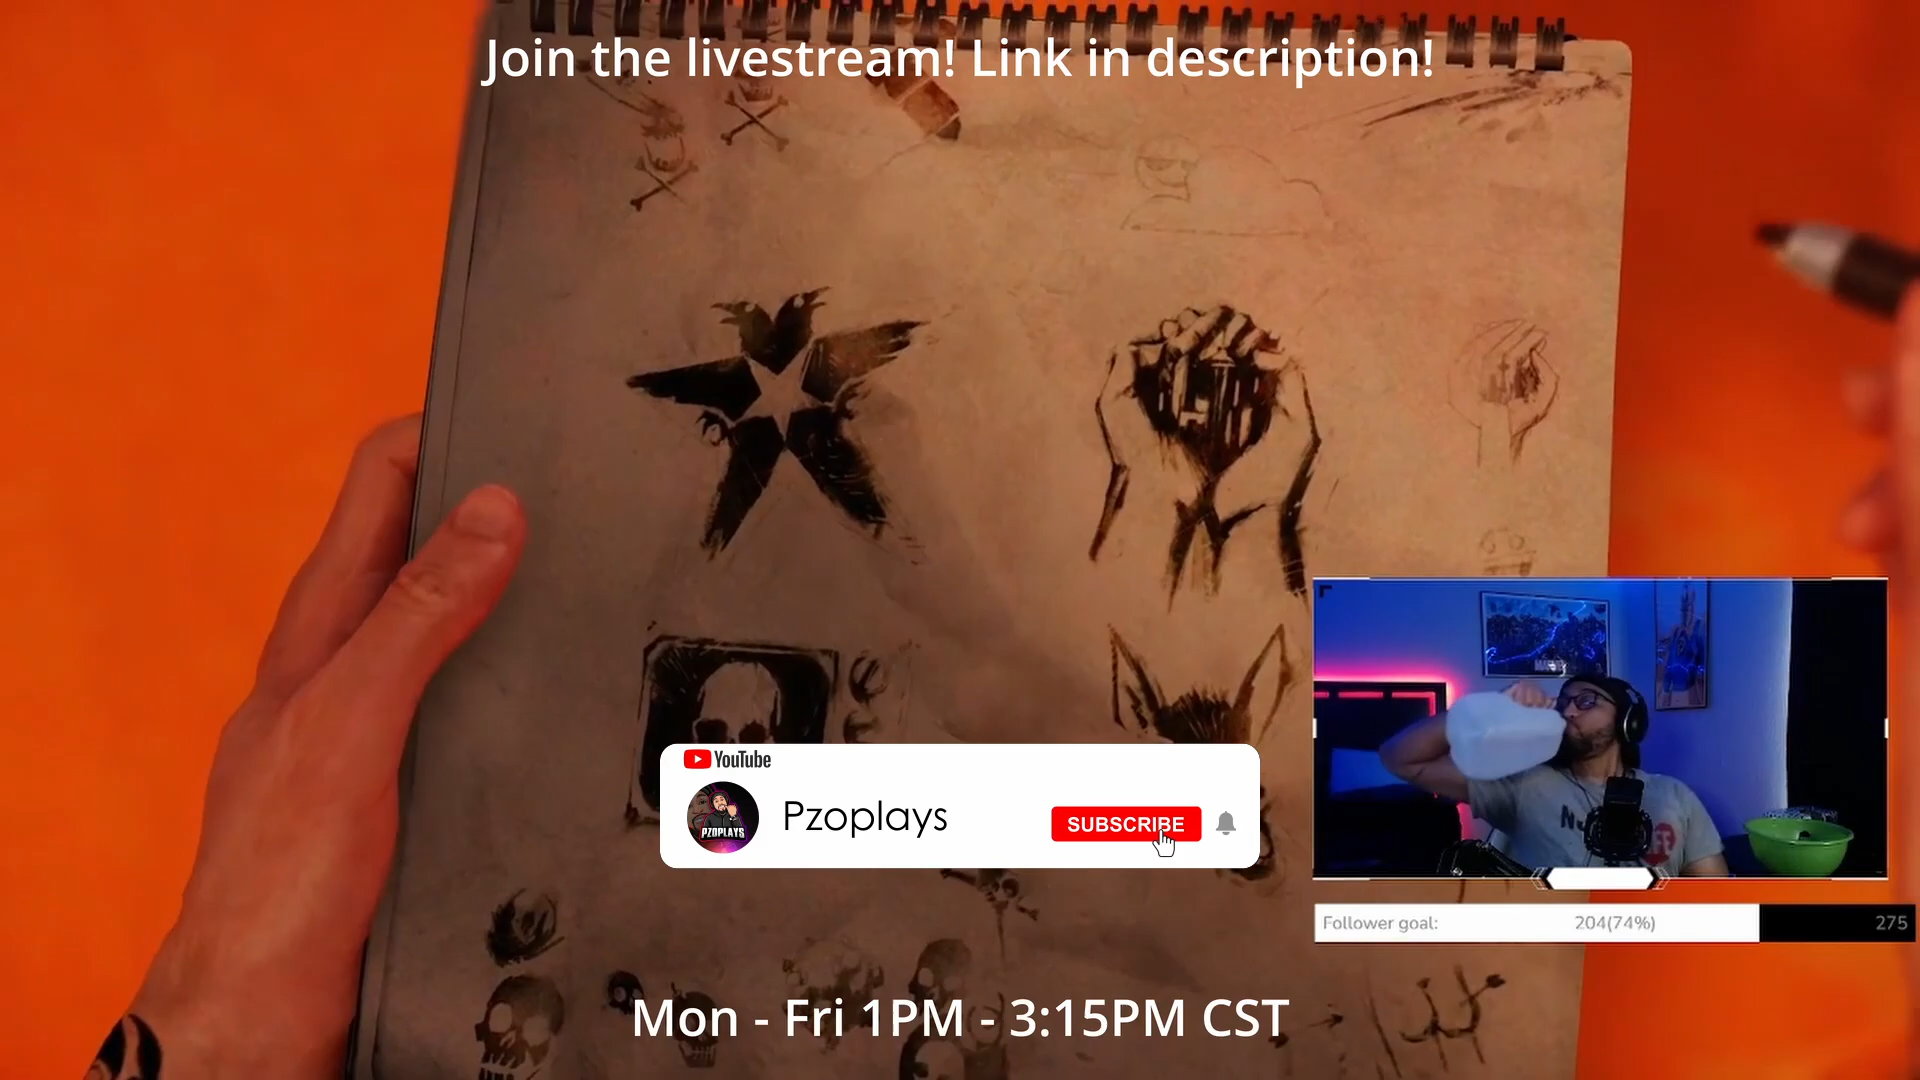 Join the livestream! Link in description!
YouTube
Pzoplays
SUBSCRIBE
PZOPLAYS
Follower goal: 204(74%) 275
Mon - Fri 1PM - 3:15PM CST